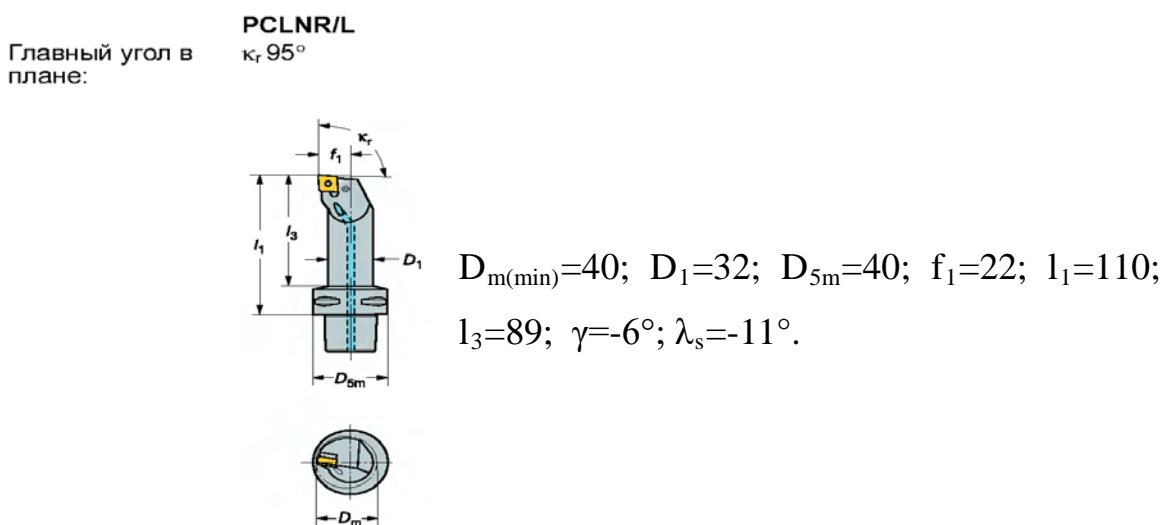 PCLNR/L
Главный угол в плане:
κr 95°
κr
f1
l1
l3
D1
D5m
Dm
Dm(min)=40; D1=32; D5m=40; f1=22; l1=110;
l3=89; γ=-6°; λs=-11°.